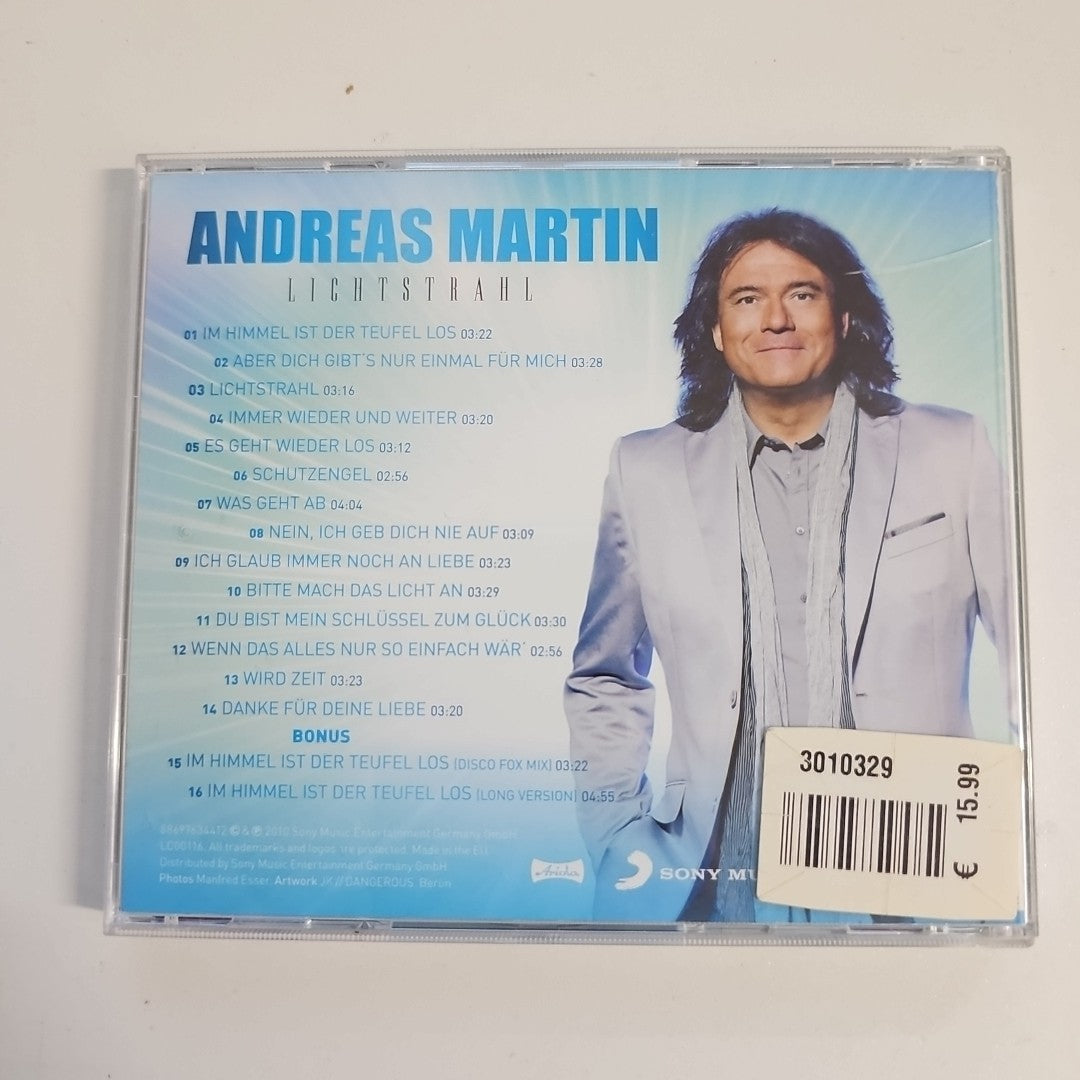 ANDREAS MARTIN
LICHTSTRAHL
01 IM HIMMEL IST DER TEUFEL LOS 03:22
02 ABER DICH GIBT´S NUR EINMAL FÜR MICH 03:28
03 LICHTSTRAHL 03:16
04 IMMER WIEDER UND WEITER 03:20
05 ES GEHT WIEDER LOS 03:12
06 SCHUTZENGEL 02:56
07 WAS GEHT AB 04:04
08 NEIN, ICH GEB DICH NIE AUF 03:09
09 ICH GLAUB IMMER NOCH AN LIEBE 03:23
10 BITTE MACH DAS LICHT AN 03:29
11 DU BIST MEIN SCHLÜSSEL ZUM GLÜCK 03:30
12 WENN DAS ALLES NUR SO EINFACH WÄR´ 02:56
13 WIRD ZEIT 03:23
14 DANKE FÜR DEINE LIEBE 03:20
BONUS
15 IM HIMMEL IST DER TEUFEL LOS (DISCO FOX MIX) 03:22
16 IM HIMMEL IST DER TEUFEL LOS (LONG VERSION) 04:55
88697634412 © & ℗ 2010 Sony Music Entertainment Germany GmbH
LC00116. All trademarks and logos are protected. Made in the EU.
Distributed by Sony Music Entertainment Germany GmbH
Photos Manfred Esser. Artwork JK//DANGEROUS. Berlin
Ariola
SONY MU
3010329
€ 15.99